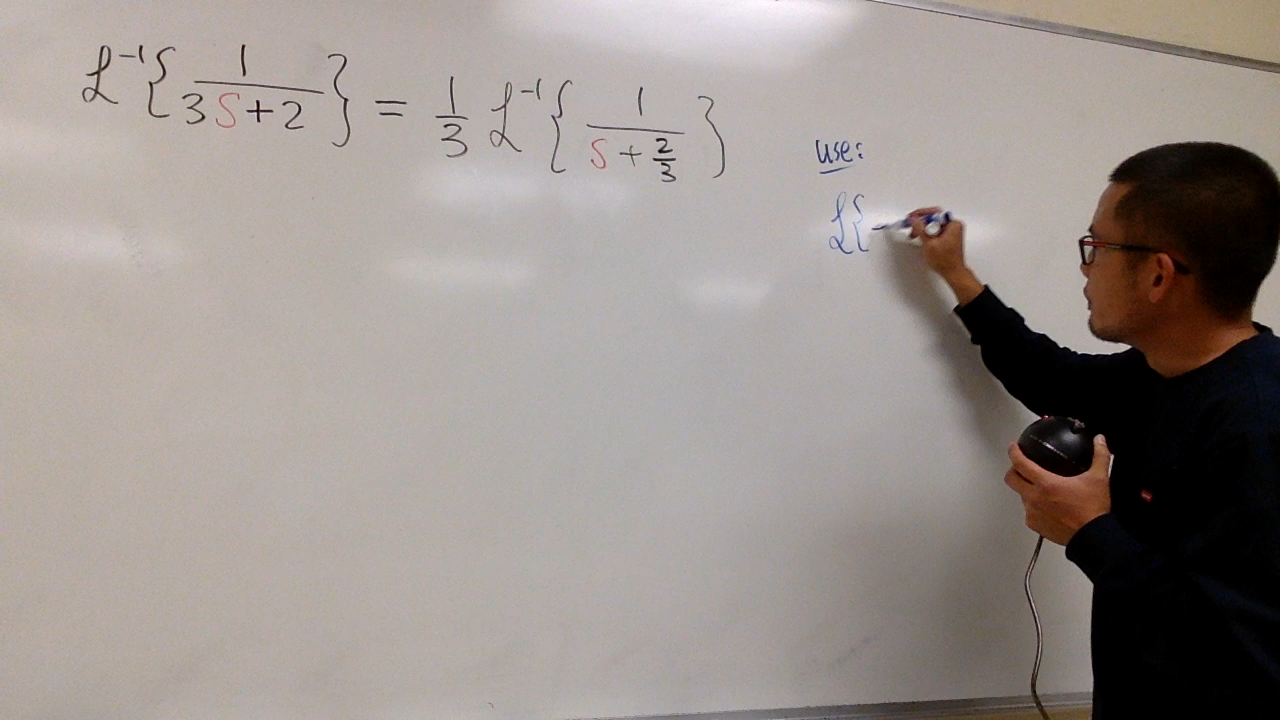 ℒ⁻¹{1/(3s+2)} = 1/3 ℒ⁻¹{1/(s+2/3)}
use:
ℒ{